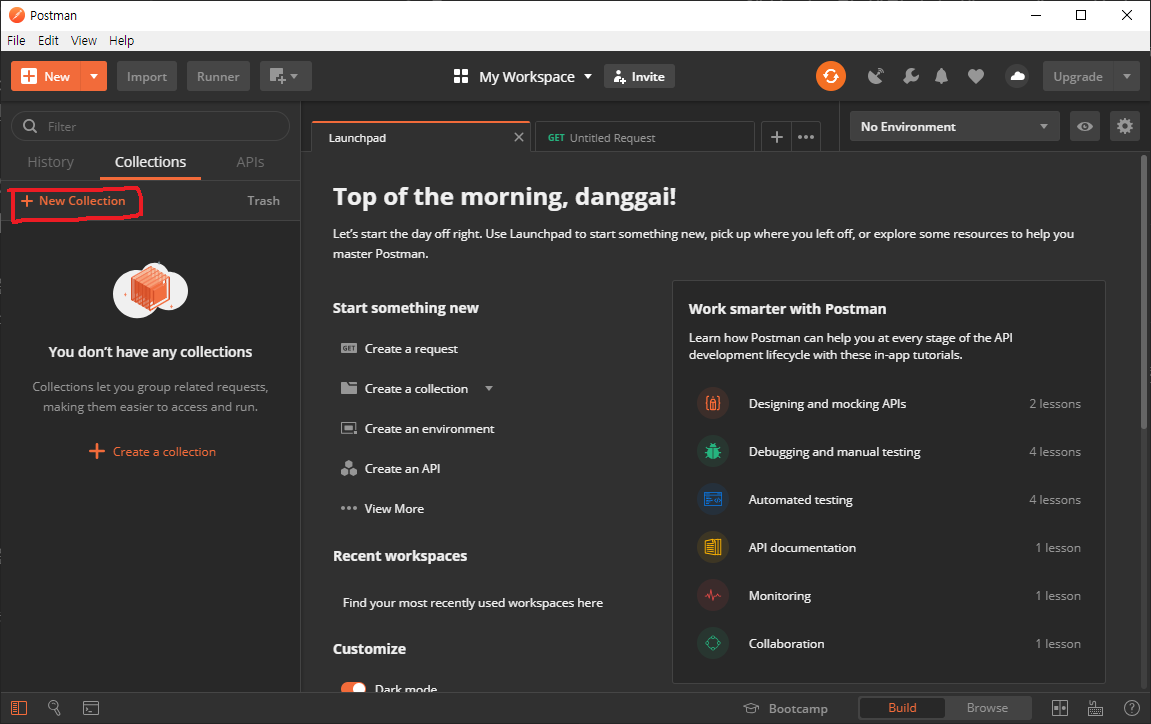 Postman
File Edit View Help
New Import Runner My Workspace Invite Upgrade
Filter
History Collections APIs
New Collection Trash
You don't have any collections
Collections let you group related requests,
making them easier to access and run.
Create a collection
Launchpad GET Untitled Request No Environment
Top of the morning, danggai!
Let's start the day off right. Use Launchpad to start something new, pick up where you left off, or explore some resources to help you
master Postman.
Start something new
GET Create a request
Create a collection
Create an environment
Create an API
View More
Recent workspaces
Find your most recently used workspaces here
Customize
Dark mode
Work smarter with Postman
Learn how Postman can help you at every stage of the API
development lifecycle with these in-app tutorials.
Designing and mocking APIs 2 lessons
Debugging and manual testing 4 lessons
Automated testing 4 lessons
API documentation 1 lesson
Monitoring 1 lesson
Collaboration 1 lesson
Bootcamp Build Browse